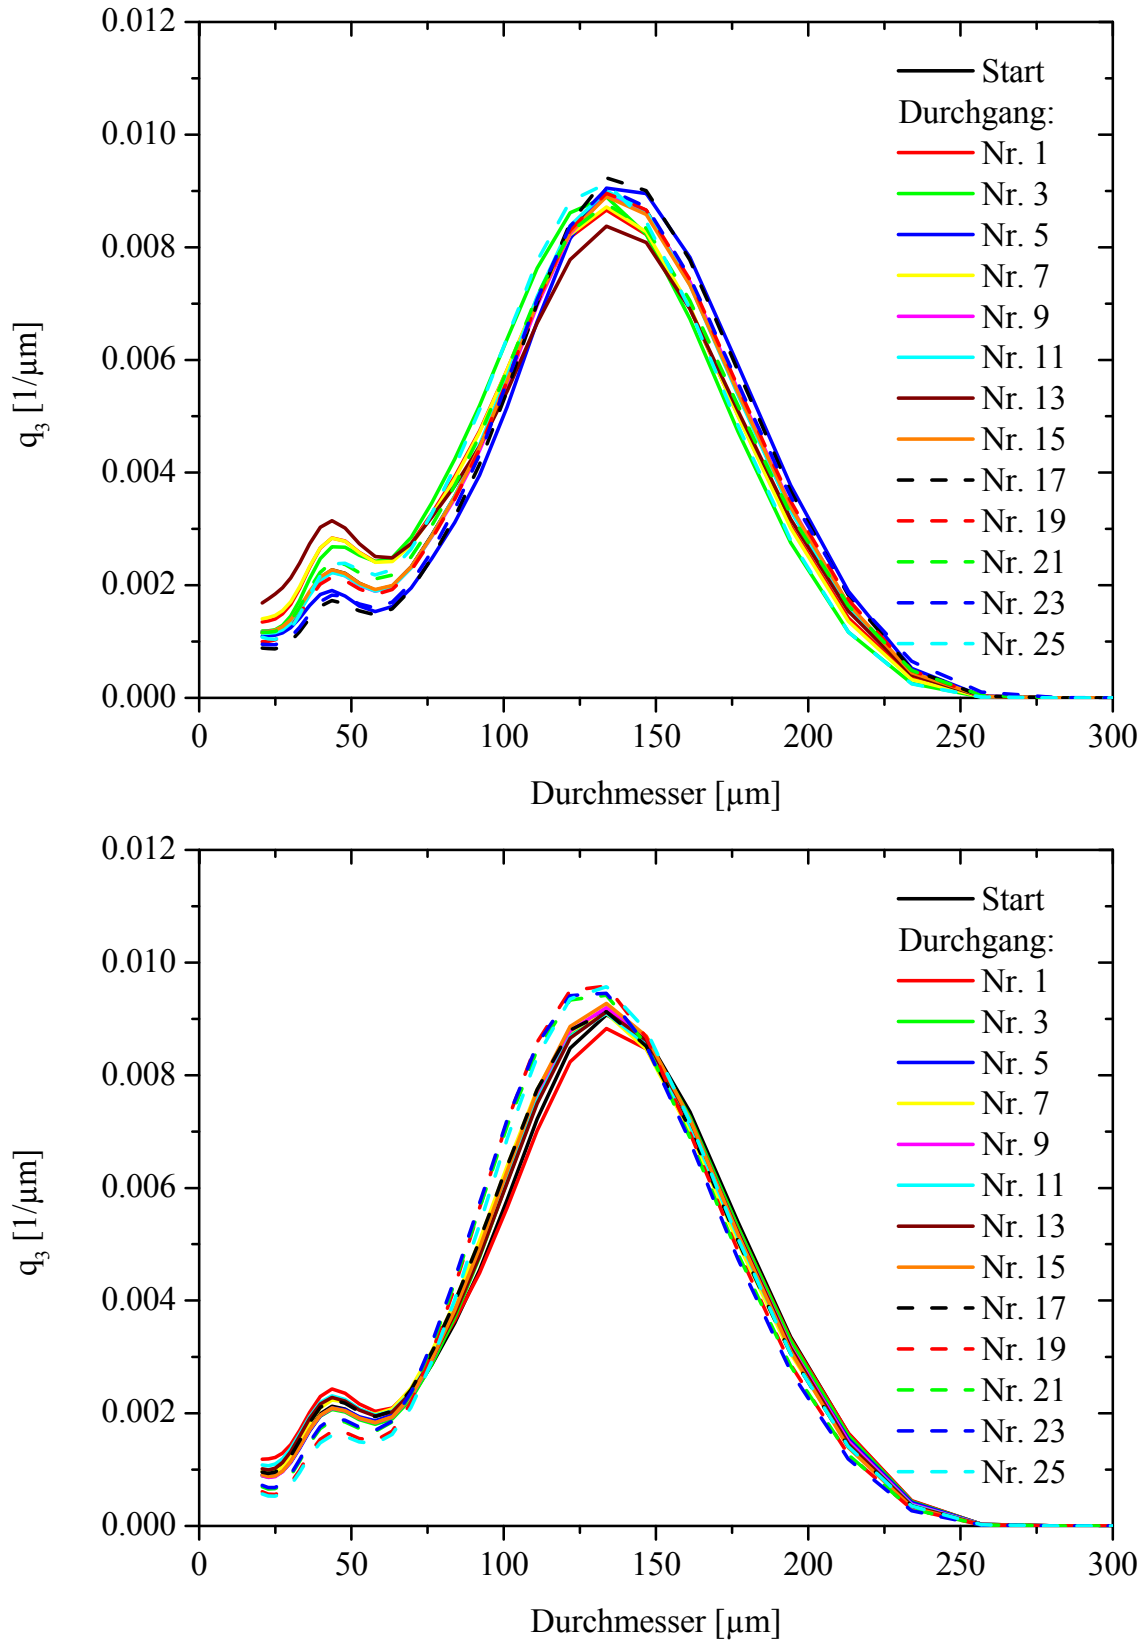 0.012
0.010
0.008
0.006
0.004
0.002
0.000
q3 [1/µm]
Start
Durchgang:
Nr. 1
Nr. 3
Nr. 5
Nr. 7
Nr. 9
Nr. 11
Nr. 13
Nr. 15
Nr. 17
Nr. 19
Nr. 21
Nr. 23
Nr. 25
0 50 100 150 200 250 300
Durchmesser [µm]
0.012
0.010
0.008
0.006
0.004
0.002
0.000
q3 [1/µm]
Start
Durchgang:
Nr. 1
Nr. 3
Nr. 5
Nr. 7
Nr. 9
Nr. 11
Nr. 13
Nr. 15
Nr. 17
Nr. 19
Nr. 21
Nr. 23
Nr. 25
0 50 100 150 200 250 300
Durchmesser [µm]